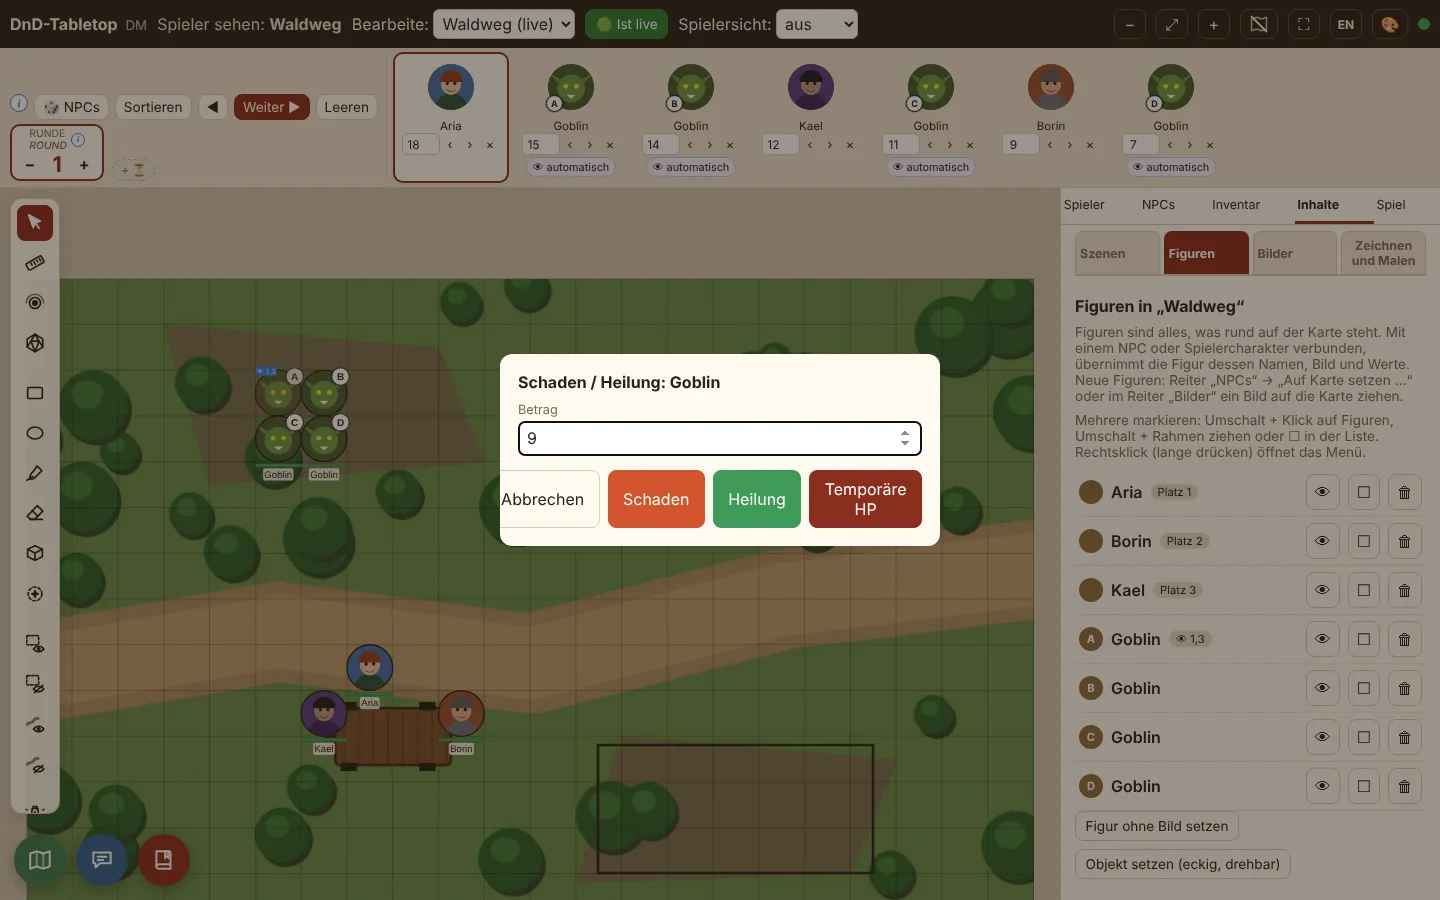 DnD-Tabletop DM Spieler sehen: Waldweg Bearbeite: Waldweg (live) Ist live Spielersicht: aus EN
i NPCs Sortieren ◀ Weiter ▶ Leeren
RUNDE
ROUND i
− 1 +
+ ⏳
Aria
18 ‹ › ×
A
Goblin
15 ‹ › ×
automatisch
B
Goblin
14 ‹ › ×
automatisch
Kael
12 ‹ › ×
C
Goblin
11 ‹ › ×
automatisch
Borin
9 ‹ › ×
D
Goblin
7 ‹ › ×
automatisch
Spieler NPCs Inventar Inhalte Spiel
Szenen Figuren Bilder Zeichnen
und Malen
Figuren in „Waldweg“
Figuren sind alles, was rund auf der Karte steht. Mit
einem NPC oder Spielercharakter verbunden,
übernimmt die Figur dessen Namen, Bild und Werte.
Neue Figuren: Reiter „NPCs“ → „Auf Karte setzen …“
oder im Reiter „Bilder“ ein Bild auf die Karte ziehen.
Mehrere markieren: Umschalt + Klick auf Figuren,
Umschalt + Rahmen ziehen oder ☐ in der Liste.
Rechtsklick (lange drücken) öffnet das Menü.
Aria Platz 1
Borin Platz 2
Kael Platz 3
A Goblin 1,3
B Goblin
C Goblin
D Goblin
Figur ohne Bild setzen
Objekt setzen (eckig, drehbar)
Schaden / Heilung: Goblin
Betrag
9
Abbrechen Schaden Heilung Temporäre
HP
1,3 A B
C D
Goblin Goblin
Aria
Kael Borin